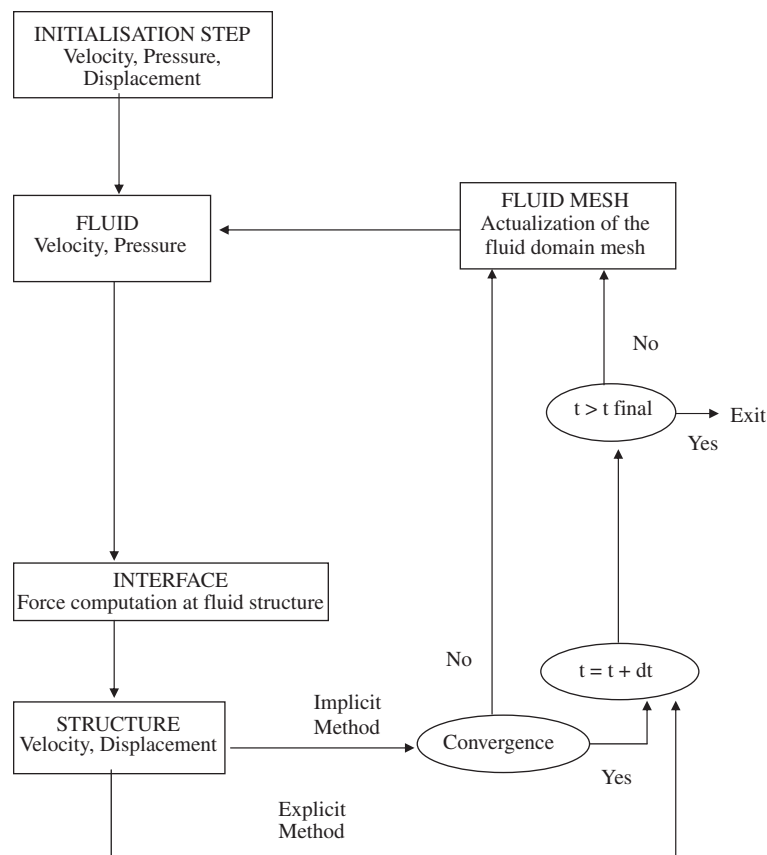 INITIALISATION STEP
Velocity, Pressure,
Displacement
FLUID
Velocity, Pressure
FLUID MESH
Actualization of the
fluid domain mesh
No
t > t final
Exit
Yes
INTERFACE
Force computation at fluid structure
No
t = t + dt
STRUCTURE
Velocity, Displacement
Implicit
Method
Convergence
Yes
Explicit
Method